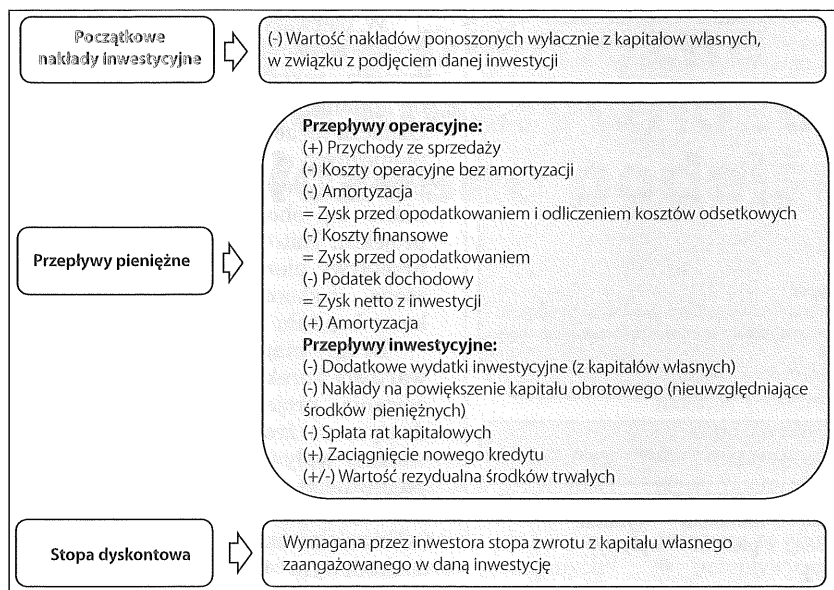 Początkowe
nakłady inwestycyjne
(-) Wartość nakładów ponoszonych wyłącznie z kapitałow własnych,
w związku z podjęciem danej inwestycji
Przepływy pieniężne
Przepływy operacyjne:
(+) Przychody ze sprzedaży
(-) Koszty operacyjne bez amortyzacji
(-) Amortyzacja
= Zysk przed opodatkowaniem i odliczeniem kosztów odsetkowych
(-) Koszty finansowe
= Zysk przed opodatkowaniem
(-) Podatek dochodowy
= Zysk netto z inwestycji
(+) Amortyzacja
Przepływy inwestycyjne:
(-) Dodatkowe wydatki inwestycyjne (z kapitałów własnych)
(-) Nakłady na powiększenie kapitału obrotowego (nieuwzględniające
środków pieniężnych)
(-) Spłata rat kapitałowych
(+) Zaciągnięcie nowego kredytu
(+/-) Wartość rezydualna środków trwałych
Stopa dyskontowa
Wymagana przez inwestora stopa zwrotu z kapitału własnego
zaangażowanego w daną inwestycję